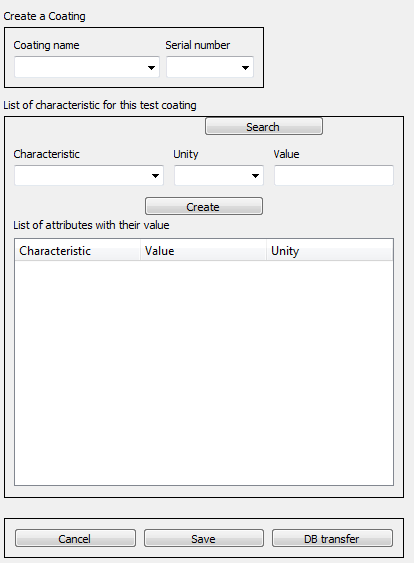 Create a Coating
Coating name Serial number
List of characteristic for this test coating
Search
Characteristic Unity Value
Create
List of attributes with their value
Characteristic Value Unity
Cancel Save DB transfer